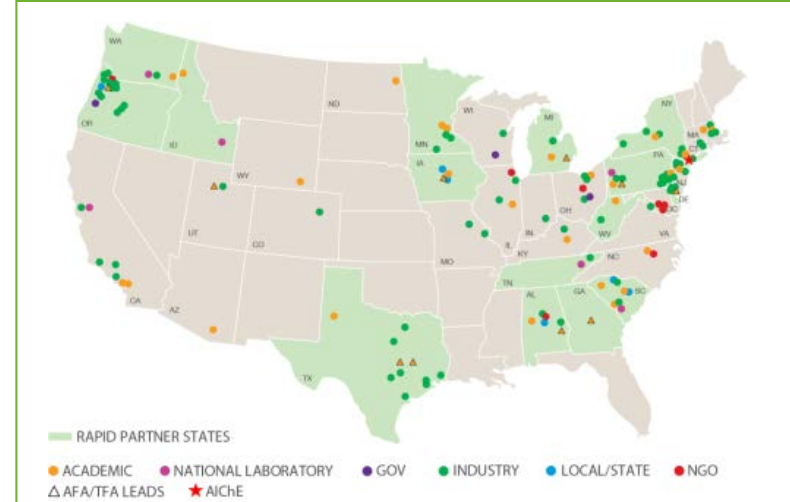 WA
ND
MN
WI
MI
NY
MA
CT
OR
ID
WY
IA
PA
NJ
DE
DC
OH
UT
CO
IL
IN
WV
VA
KY
MO
CA
NC
TN
AZ
AL
GA
SC
TX
RAPID PARTNER STATES
ACADEMIC NATIONAL LABORATORY GOV INDUSTRY LOCAL/STATE NGO
AFA/TFA LEADS AIChE